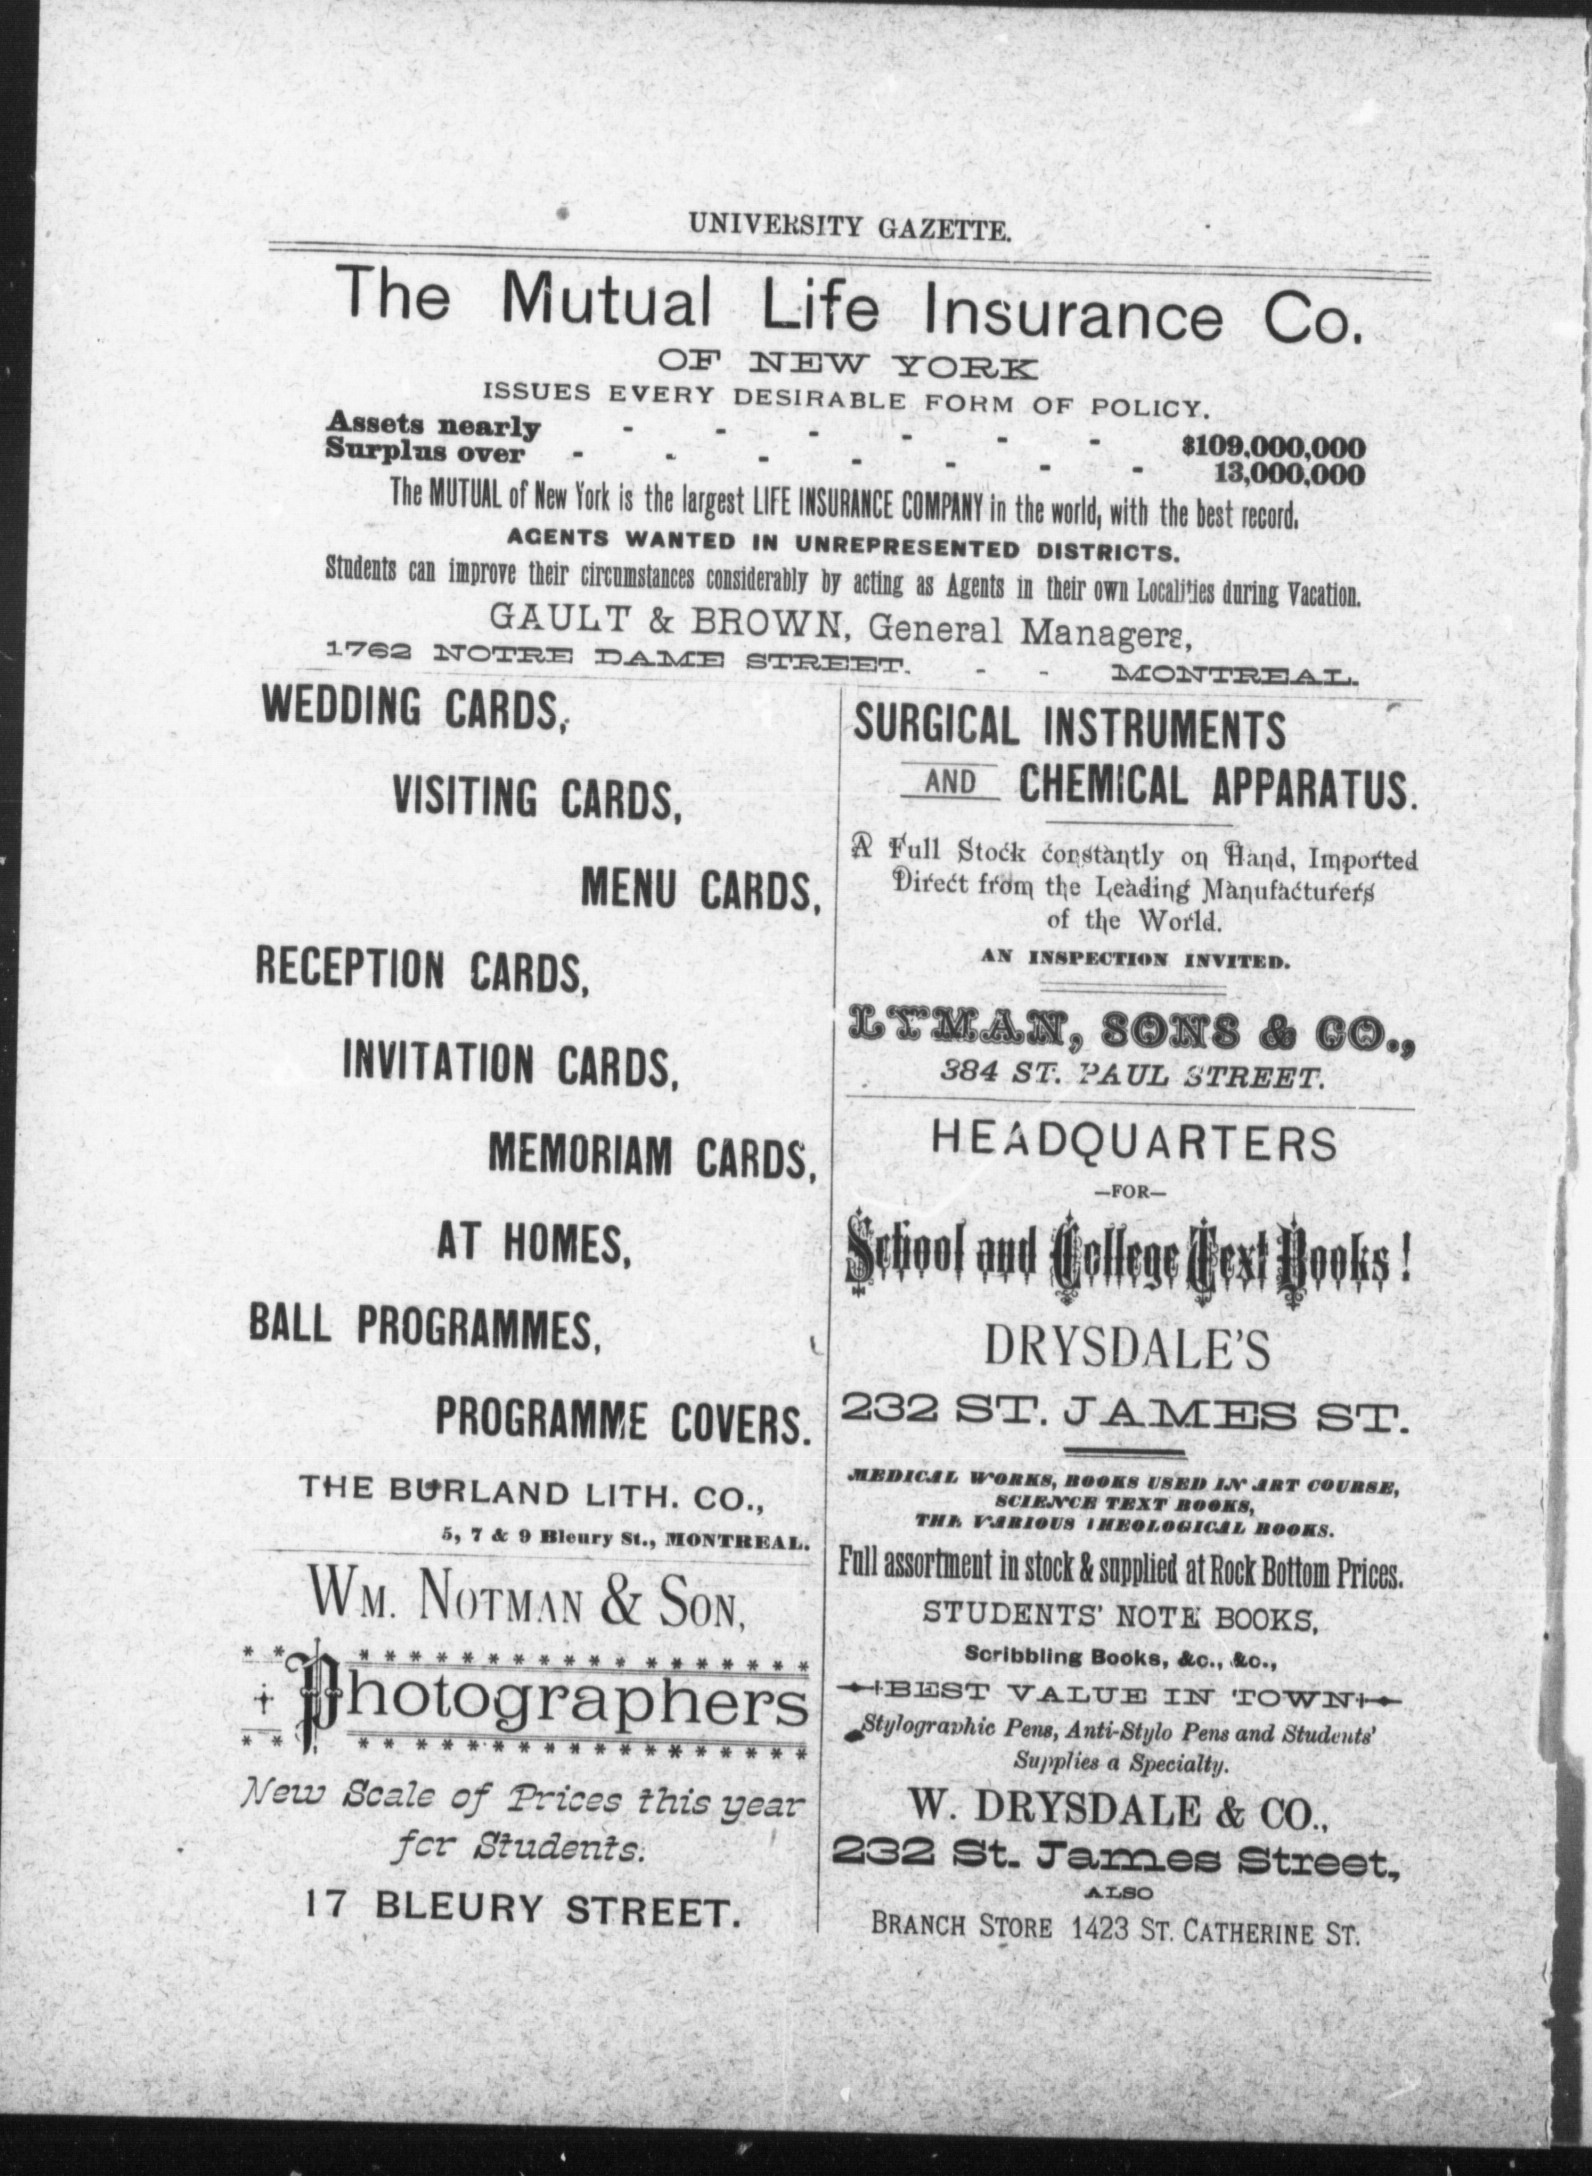 UNIVERSITY GAZETTE.
The Mutual Life Insurance Co.
OF NEW YORK
ISSUES EVERY DESIRABLE FORM OF POLICY.
Assets nearly - - - - - - $109,000,000
Surplus over - - - - - - - 13,000,000
The MUTUAL of New York is the largest LIFE INSURANCE COMPANY in the world, with the best record.
AGENTS WANTED IN UNREPRESENTED DISTRICTS.
Students can improve their circumstances considerably by acting as Agents in their own Localities during Vacation.
GAULT & BROWN, General Managers,
1762 NOTRE DAME STREET. - - MONTREAL.
WEDDING CARDS,
VISITING CARDS,
MENU CARDS,
RECEPTION CARDS,
INVITATION CARDS,
MEMORIAM CARDS,
AT HOMES,
BALL PROGRAMMES,
PROGRAMME COVERS.
THE BURLAND LITH. CO.,
5, 7 & 9 Bleury St., MONTREAL.
WM. NOTMAN & SON,
Photographers
New Scale of Prices this year
for Students.
17 BLEURY STREET.
SURGICAL INSTRUMENTS
AND CHEMICAL APPARATUS.
A Full Stock constantly on Hand, Imported
Direct from the Leading Manufacturers
of the World.
AN INSPECTION INVITED.
LYMAN, SONS & CO.,
384 ST. PAUL STREET.
HEADQUARTERS
—FOR—
School and College Text Books!
DRYSDALE'S
232 ST. JAMES ST.
MEDICAL WORKS, BOOKS USED IN ART COURSE,
SCIENCE TEXT BOOKS,
THE VARIOUS THEOLOGICAL BOOKS.
Full assortment in stock & supplied at Rock Bottom Prices.
STUDENTS' NOTE BOOKS,
Scribbling Books, &c., &c.,
BEST VALUE IN TOWN
Stylographic Pens, Anti-Stylo Pens and Students'
Supplies a Specialty.
W. DRYSDALE & CO.,
232 St. James Street,
ALSO
BRANCH STORE 1423 ST. CATHERINE ST.